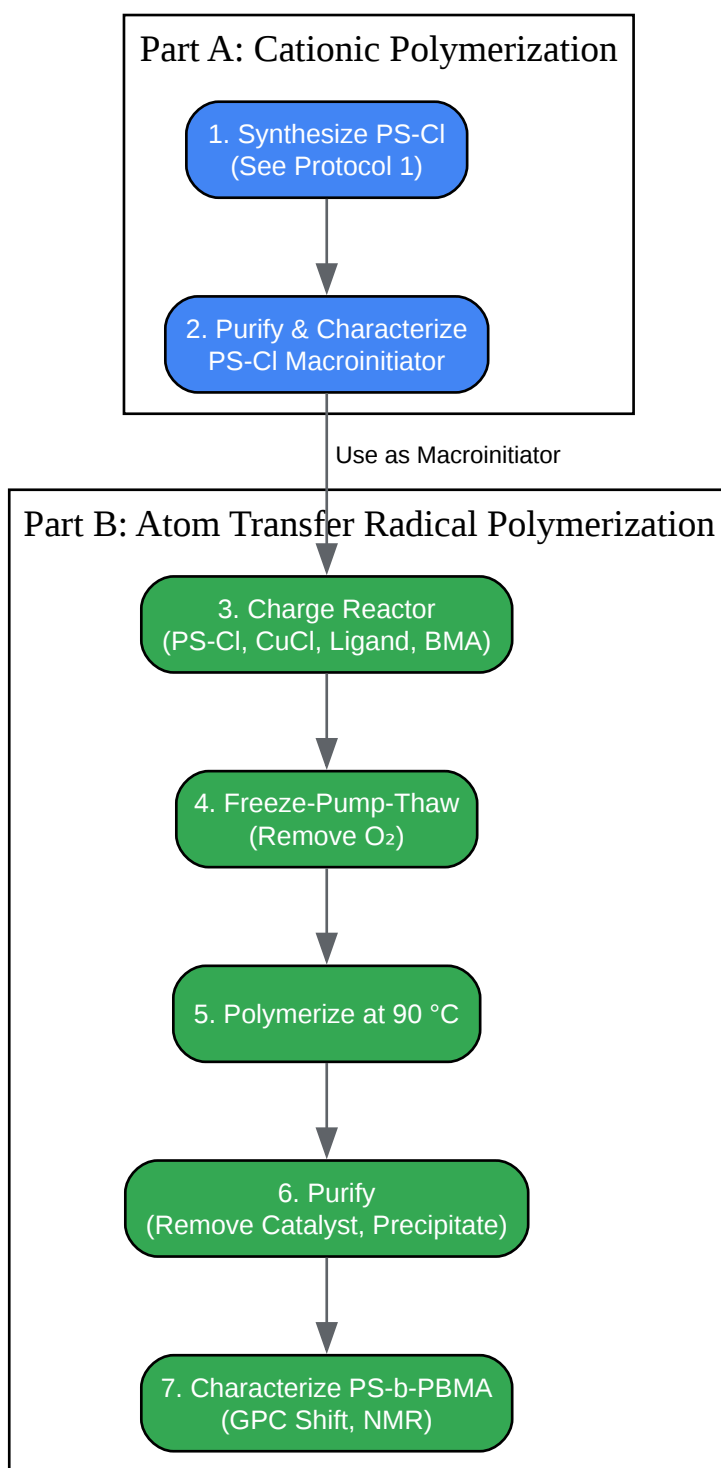 Part A: Cationic Polymerization
1. Synthesize PS-Cl
(See Protocol 1)
2. Purify & Characterize
PS-Cl Macroinitiator
Use as Macroinitiator
Part B: Atom Transfer Radical Polymerization
3. Charge Reactor
(PS-Cl, CuCl, Ligand, BMA)
4. Freeze-Pump-Thaw
(Remove O₂)
5. Polymerize at 90 °C
6. Purify
(Remove Catalyst, Precipitate)
7. Characterize PS-b-PBMA
(GPC Shift, NMR)